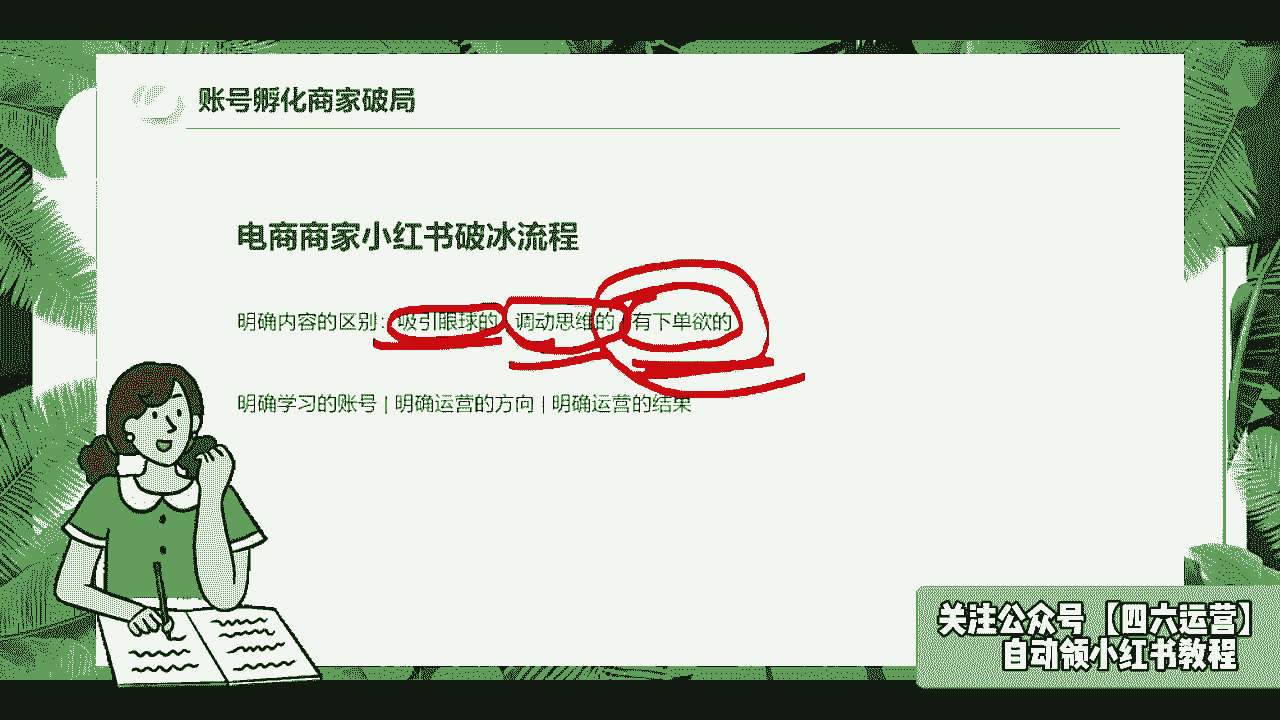 账号孵化商家破局
电商商家小红书破冰流程
明确内容的区别：吸引眼球的 调动思维的 有下单欲的
明确学习的账号 | 明确运营的方向 | 明确运营的结果
关注公众号【四六运营】
自动领小红书教程